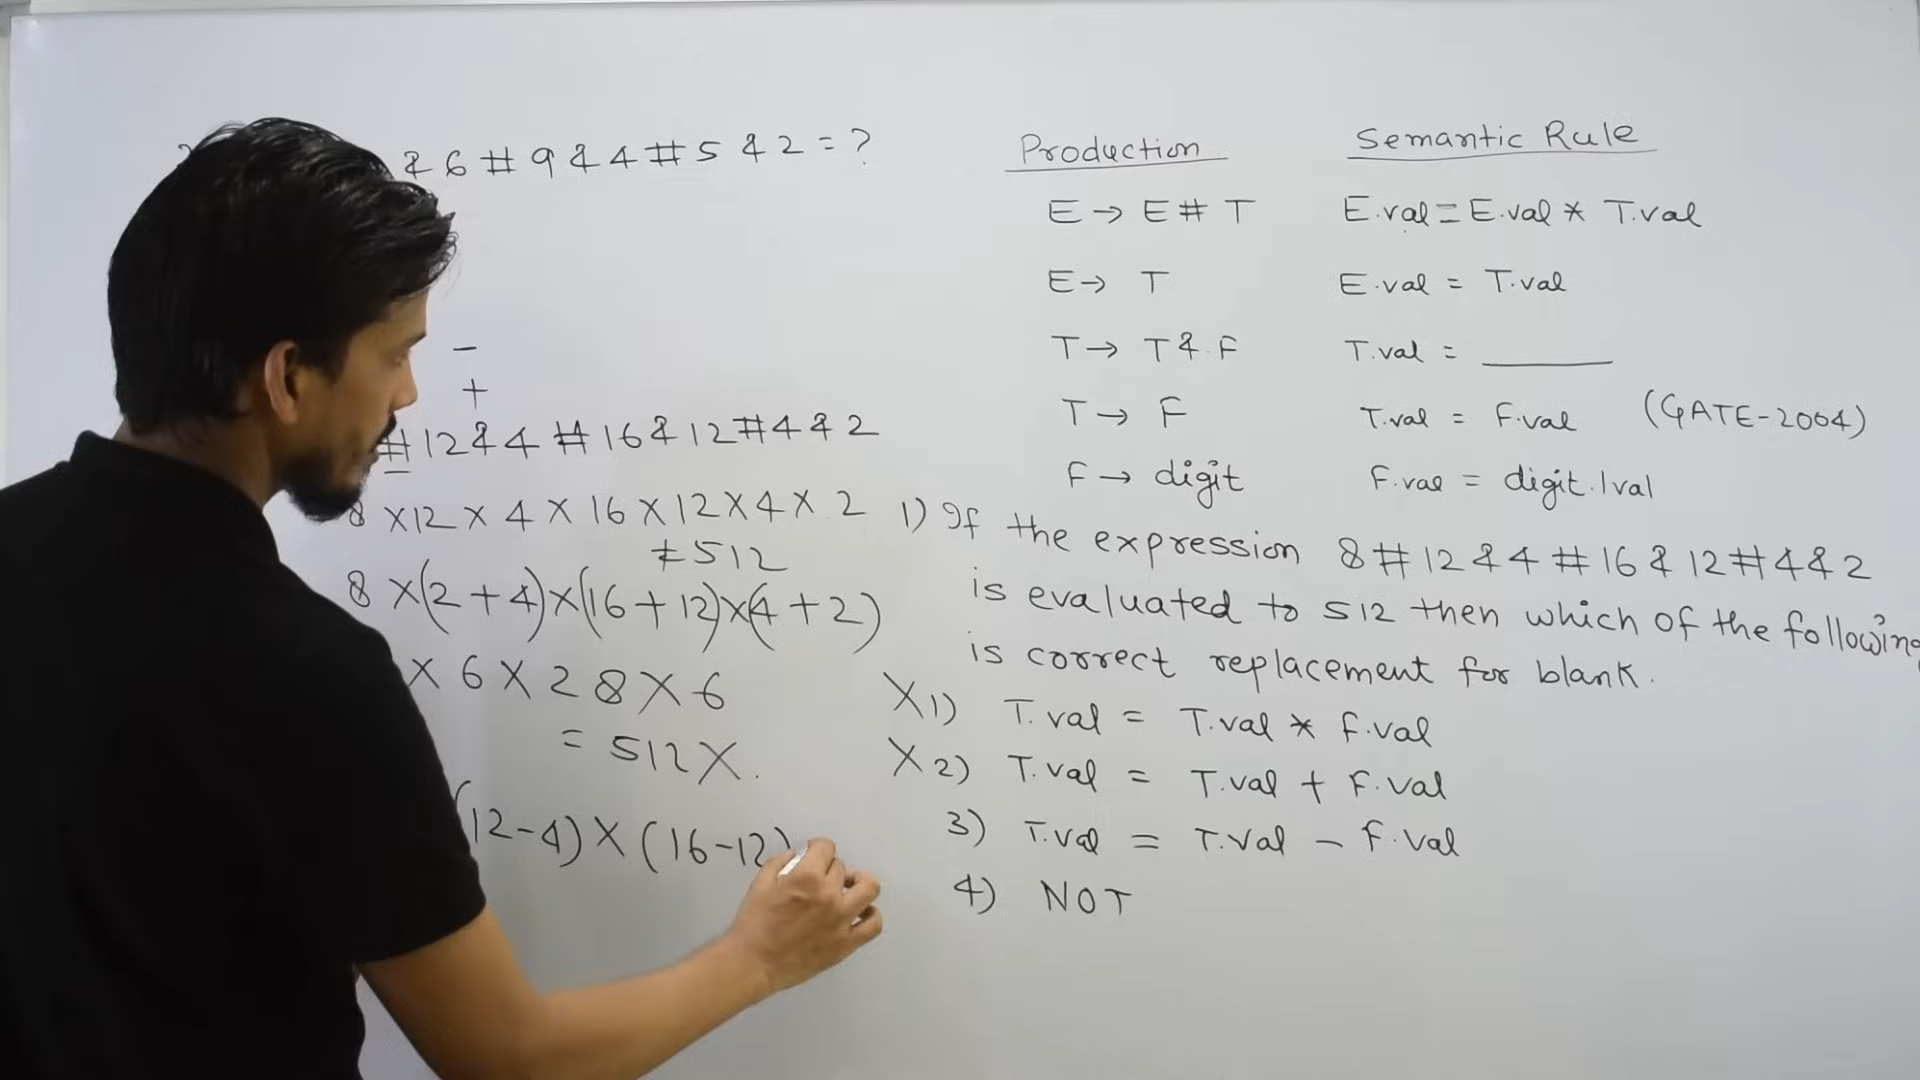 & 6 # 9 & 4 # 5 & 2 = ?
−
+
# 12 & 4 # 16 & 12 # 4 & 2
8 × 12 × 4 × 16 × 12 × 4 × 2
≠ 512
8 × (2 + 4) × (16 + 12) × (4 + 2)
× 6 × 28 × 6
= 512 X.
(12 - 4) × (16 - 12)
Production Semantic Rule
E → E # T E.val = E.val * T.val
E → T E.val = T.val
T → T & F T.val = ______
T → F T.val = F.val (GATE-2004)
F → digit F.val = digit.lval
1) If the expression 8 # 12 & 4 # 16 & 12 # 4 & 2
is evaluated to 512 then which of the following
is correct replacement for blank.
X 1) T.val = T.val * F.val
X 2) T.val = T.val + F.val
3) T.val = T.val - F.val
4) NOT